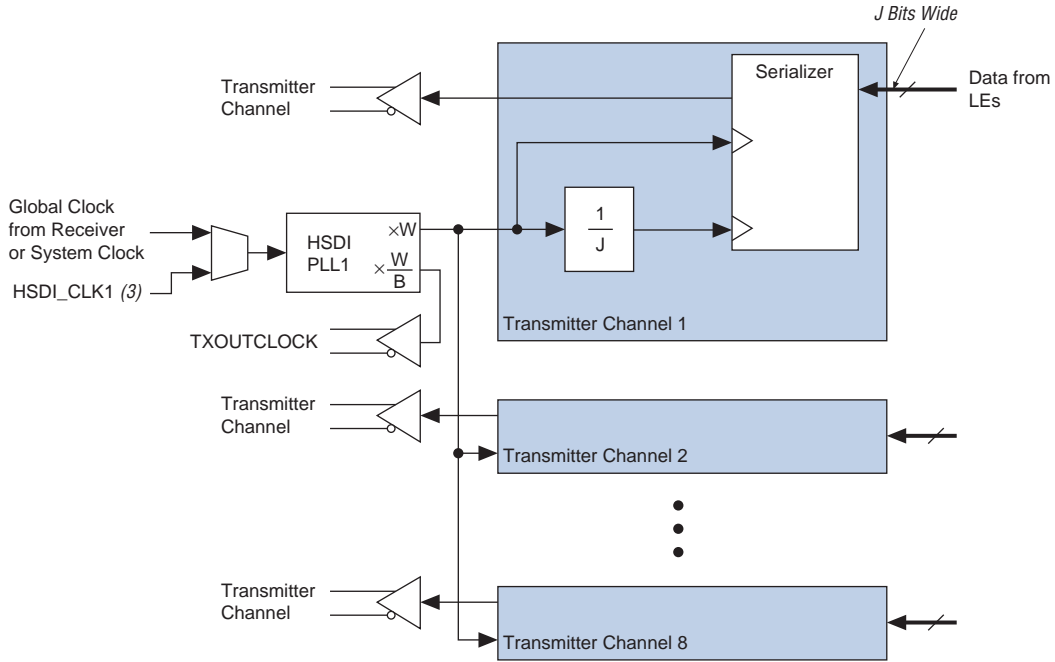 J Bits Wide
Serializer
Transmitter
Channel
Data from
LEs
Global Clock
from Receiver
or System Clock
HSDI_CLK1 (3)
HSDI
PLL1
×W
×W/B
1
J
Transmitter Channel 1
TXOUTCLOCK
Transmitter
Channel
Transmitter Channel 2
Transmitter
Channel
Transmitter Channel 8